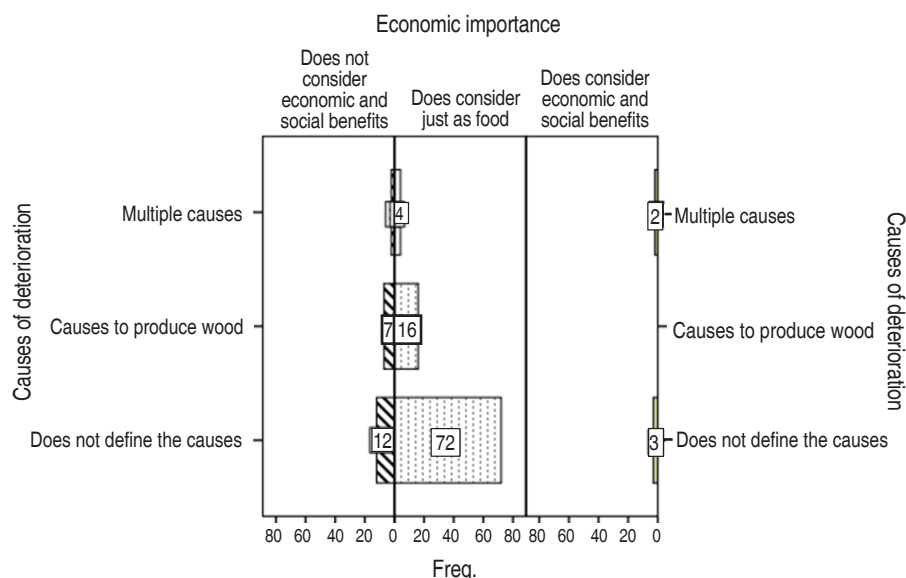 Economic importance
Does not
consider
economic and
social benefits
Does consider
just as food
Does consider
economic and
social benefits
Causes of deterioration
Multiple causes
4
2
Multiple causes
Causes to produce wood
7
16
Causes to produce wood
Does not define the causes
12
72
3
Does not define the causes
Causes of deterioration
80 60 40 20 0 20 40 60 80 80 60 40 20 0
Freq.